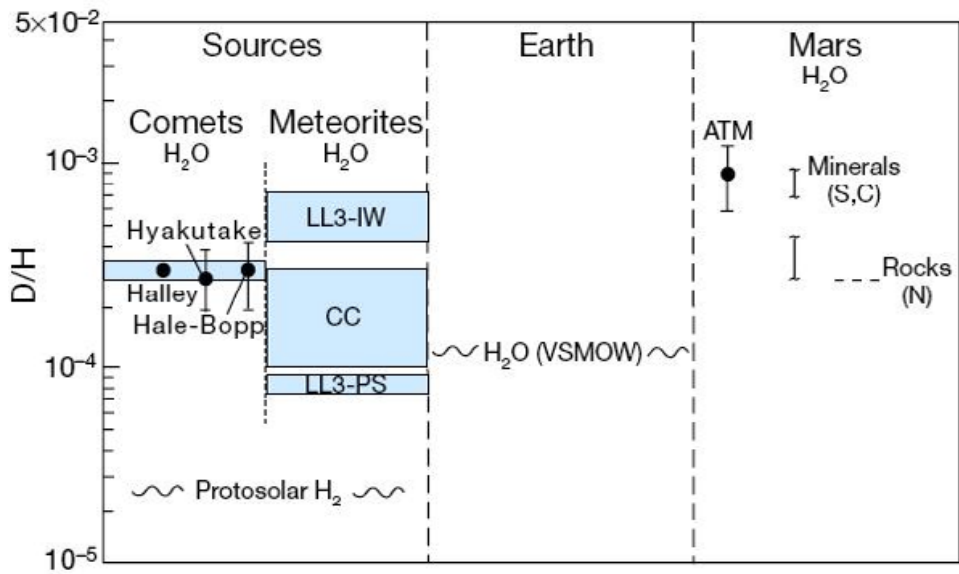 5×10⁻²
Sources
Earth
Mars
H₂O
Comets
H₂O
Meteorites
H₂O
ATM
10⁻³
Minerals
(S,C)
LL3-IW
Hyakutake
D/H
Halley
Hale-Bopp
CC
Rocks
(N)
H₂O (VSMOW)
10⁻⁴
LL3-PS
Protosolar H₂
10⁻⁵